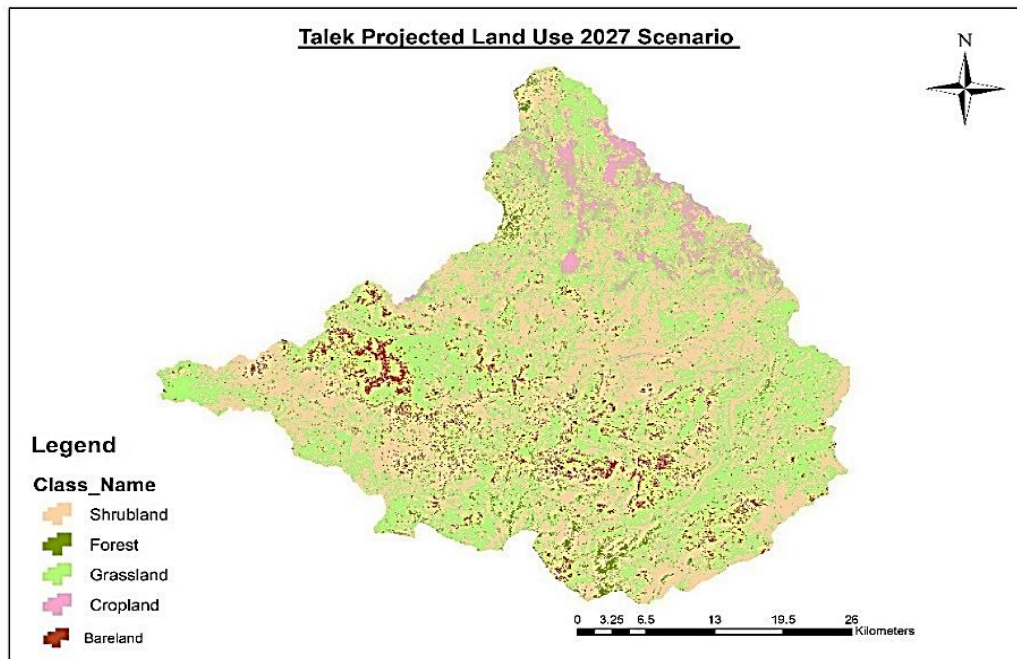 Talek Projected Land Use 2027 Scenario
N
Legend
Class_Name
Shrubland
Forest
Grassland
Cropland
Bareland
0 3.25 6.5 13 19.5 26
Kilometers